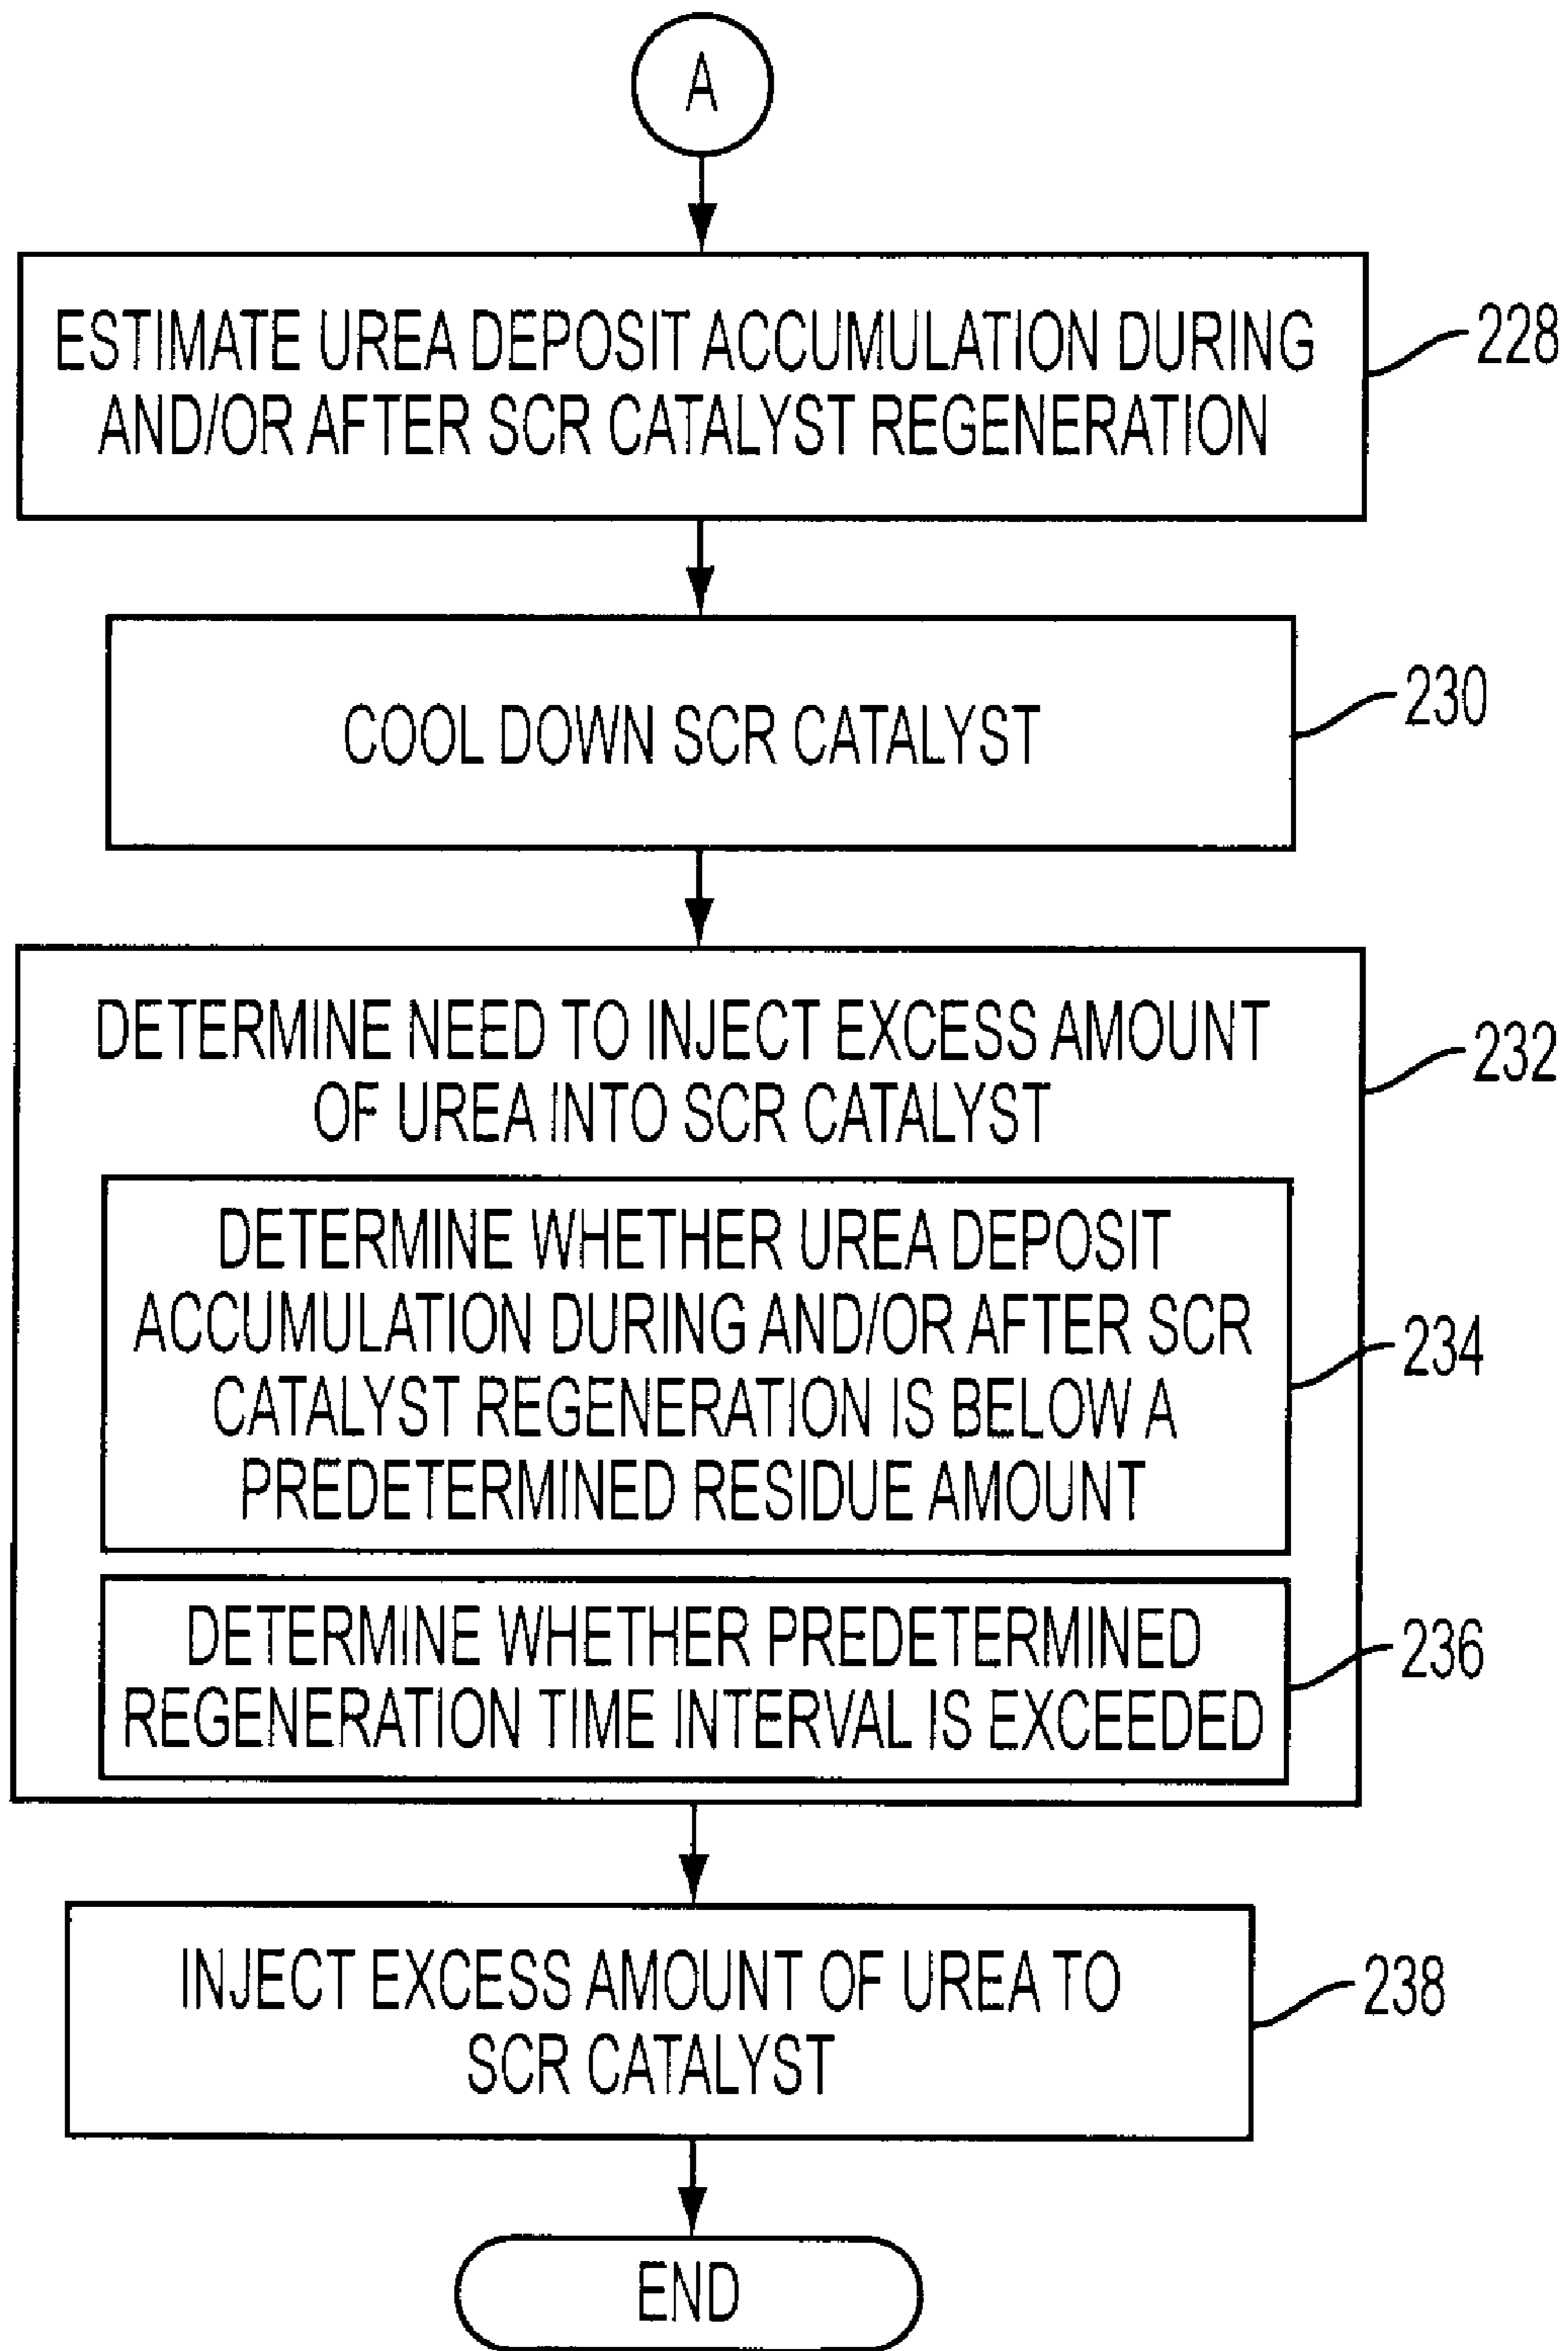 A
ESTIMATE UREA DEPOSIT ACCUMULATION DURING
AND/OR AFTER SCR CATALYST REGENERATION
228
COOL DOWN SCR CATALYST
230
DETERMINE NEED TO INJECT EXCESS AMOUNT
OF UREA INTO SCR CATALYST
232
DETERMINE WHETHER UREA DEPOSIT
ACCUMULATION DURING AND/OR AFTER SCR
CATALYST REGENERATION IS BELOW A
PREDETERMINED RESIDUE AMOUNT
234
DETERMINE WHETHER PREDETERMINED
REGENERATION TIME INTERVAL IS EXCEEDED
236
INJECT EXCESS AMOUNT OF UREA TO
SCR CATALYST
238
END